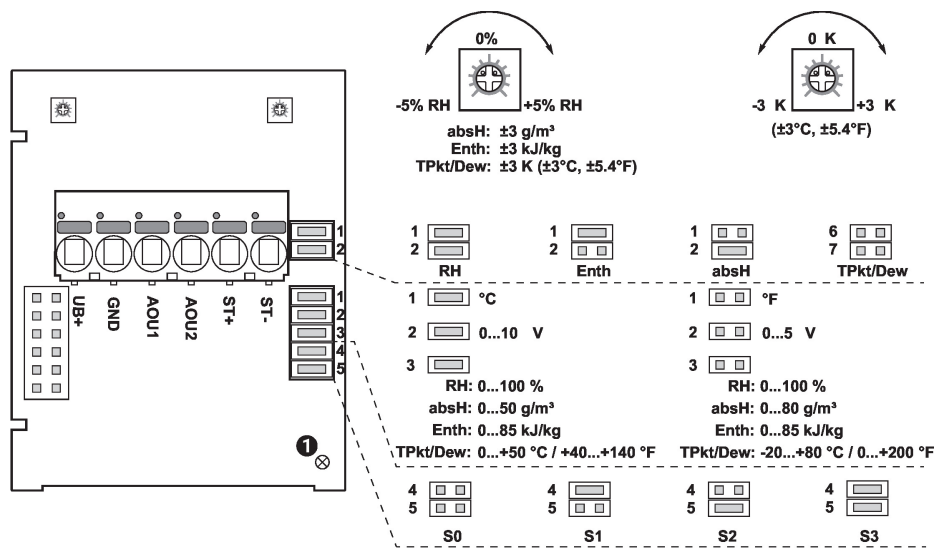 0%
-5% RH +5% RH
absH: ±3 g/m³
Enth: ±3 kJ/kg
TPkt/Dew: ±3 K (±3°C, ±5.4°F)
0 K
-3 K +3 K
(±3°C, ±5.4°F)
1
2
UB+
GND
AOU1
AOU2
ST+
ST-
1
2
3
4
5
1
1
2
RH
1
2
Enth
1
2
absH
6
7
TPkt/Dew
1 °C
2 0...10 V
3
RH: 0...100 %
absH: 0...50 g/m³
Enth: 0...85 kJ/kg
TPkt/Dew: 0...+50 °C / +40...+140 °F
1 °F
2 0...5 V
3
RH: 0...100 %
absH: 0...80 g/m³
Enth: 0...85 kJ/kg
TPkt/Dew: -20...+80 °C / 0...+200 °F
4
5
S0
4
5
S1
4
5
S2
4
5
S3